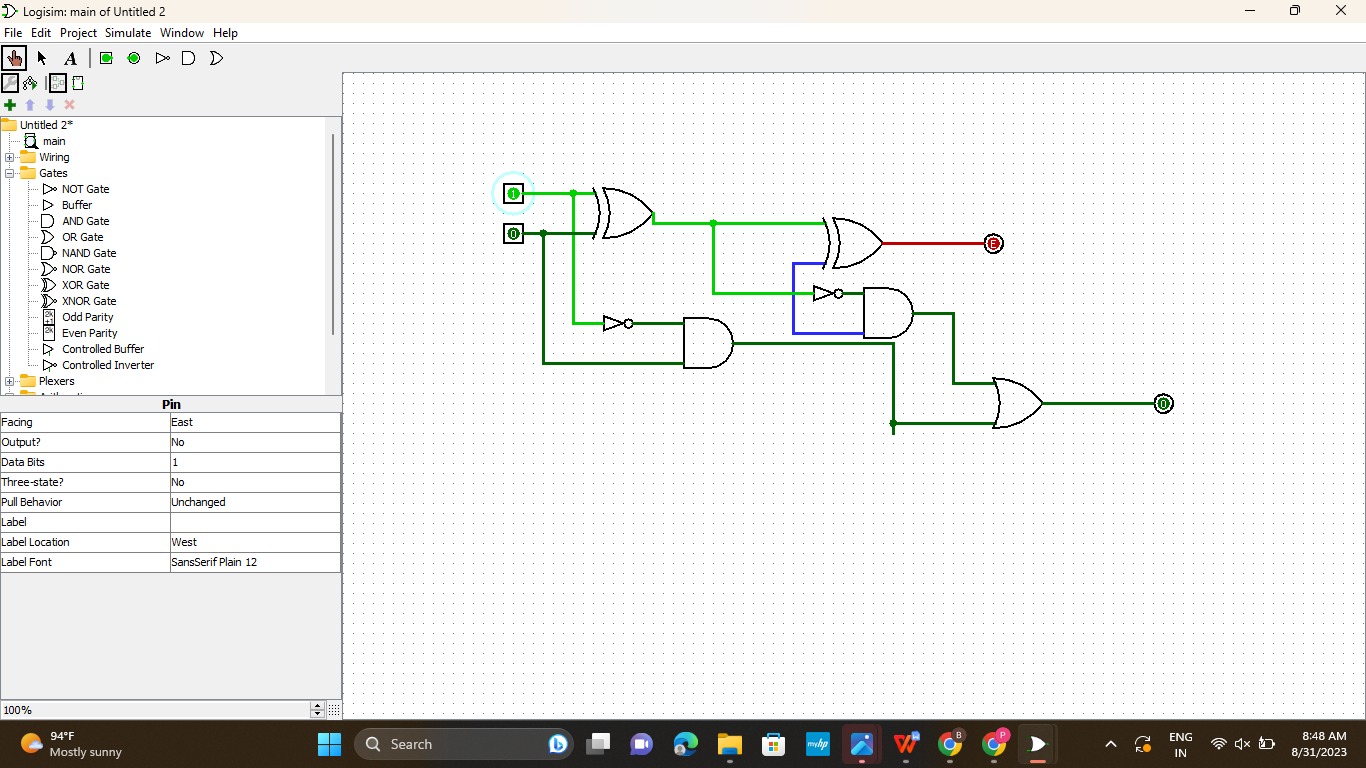 Logisim: main of Untitled 2
File Edit Project Simulate Window Help
A
Untitled 2*
main
Wiring
Gates
NOT Gate
Buffer
AND Gate
OR Gate
NAND Gate
NOR Gate
XOR Gate
XNOR Gate
Odd Parity
Even Parity
Controlled Buffer
Controlled Inverter
Plexers
Pin
Facing East
Output? No
Data Bits 1
Three-state? No
Pull Behavior Unchanged
Label
Label Location West
Label Font SansSerif Plain 12
100%
1
0
E
0
94°F
Mostly sunny
Search
myhp
W
B
P
ENG
IN
8:48 AM
8/31/2023